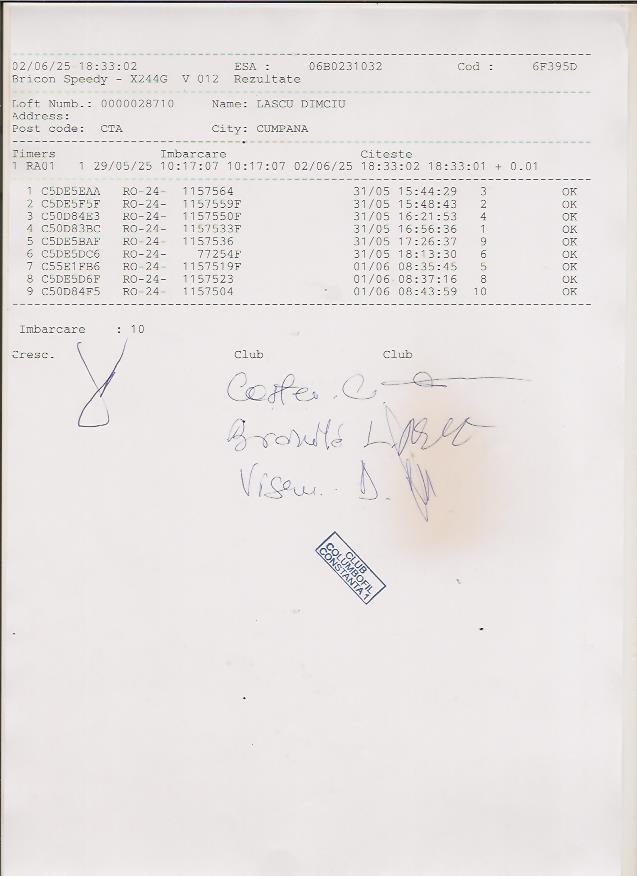 02/06/25 18:33:02 ESA : 06B0231032 Cod : 6F395D
Bricon Speedy - X244G V 012 Rezultate
Loft Numb.: 0000028710 Name: LASCU DIMCIU
Address:
Post code: CTA City: CUMPANA
Timers Imbarcare Citeste
1 RA01 1 29/05/25 10:17:07 10:17:07 02/06/25 18:33:02 18:33:01 + 0.01
1 C5DE5EAA RO-24- 1157564 31/05 15:44:29 3 OK
2 C5DE5F5F RO-24- 1157559F 31/05 15:48:43 2 OK
3 C50D84E3 RO-24- 1157550F 31/05 16:21:53 4 OK
4 C50D83BC RO-24- 1157533F 31/05 16:56:36 1 OK
5 C5DE5BAF RO-24- 1157536 31/05 17:26:37 9 OK
6 C5DE5DC6 RO-24- 77254F 31/05 18:13:30 6 OK
7 C55E1FB6 RO-24- 1157519F 01/06 08:35:45 5 OK
8 C5DE5D6F RO-24- 1157523 01/06 08:37:16 8 OK
9 C50D84F5 RO-24- 1157504 01/06 08:43:59 10 OK
Imbarcare : 10
Cresc. Club Club
CLUB
COLUMBOFIL
CONSTANTA 1